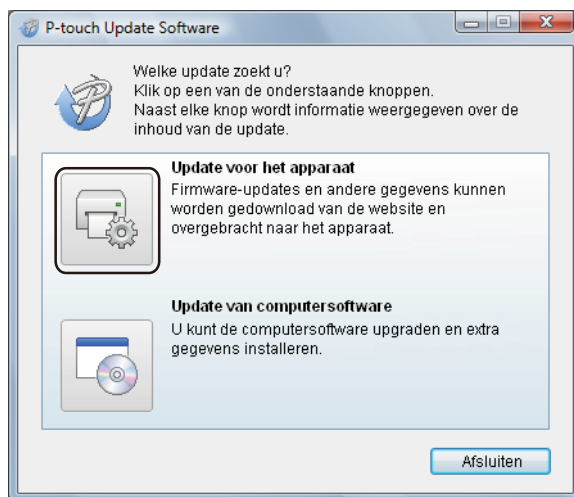 P-touch Update Software
Welke update zoekt u?
Klik op een van de onderstaande knoppen.
Naast elke knop wordt informatie weergegeven over de
inhoud van de update.
Update voor het apparaat
Firmware-updates en andere gegevens kunnen
worden gedownload van de website en
overgebracht naar het apparaat.
Update van computersoftware
U kunt de computersoftware upgraden en extra
gegevens installeren.
Afsluiten